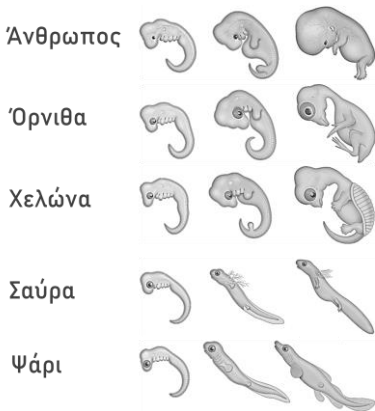 Άνθρωπος
Όρνιθα
Χελώνα
Σαύρα
Ψάρι